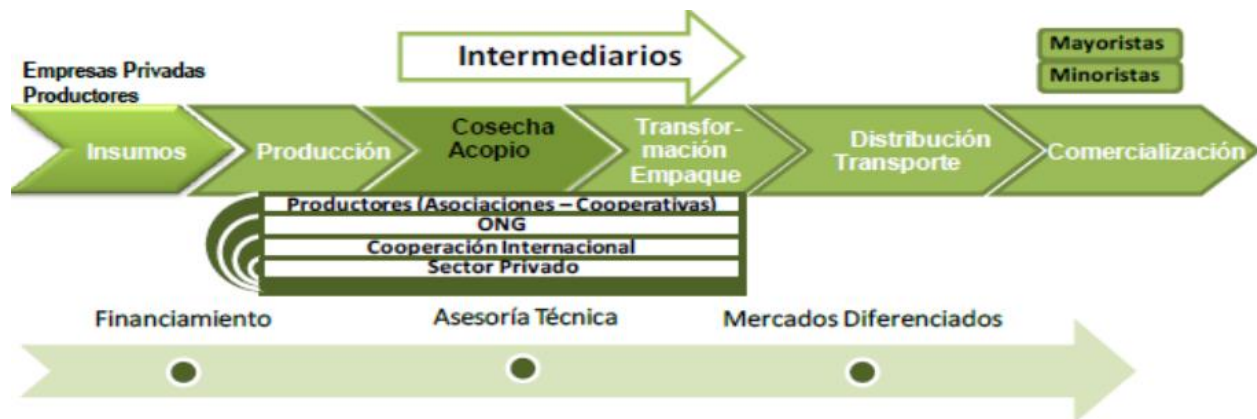 Intermediarios
Mayoristas
Minoristas
Empresas Privadas
Productores
Insumos
Producción
Cosecha
Acopio
Transfor-
mación
Empaque
Distribución
Transporte
Comercialización
Productores (Asociaciones – Cooperativas)
ONG
Cooperación Internacional
Sector Privado
Financiamiento
Asesoría Técnica
Mercados Diferenciados